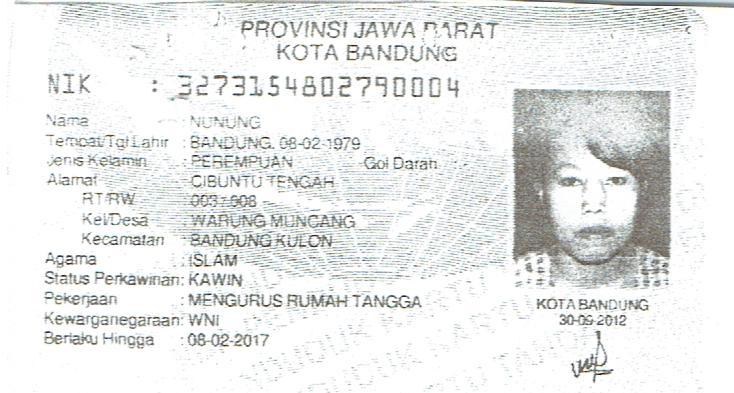 PROVINSI JAWA BARAT
KOTA BANDUNG
NIK : 3273154802790004
Nama : NUNUNG
Tempat/Tgl Lahir : BANDUNG, 08-02-1979
Jenis Kelamin : PEREMPUAN Gol Darah : -
Alamat : CIBUNTU TENGAH
RT/RW : 003 / 008
Kel/Desa : WARUNG MUNCANG
Kecamatan : BANDUNG KULON
Agama : ISLAM
Status Perkawinan : KAWIN
Pekerjaan : MENGURUS RUMAH TANGGA
Kewarganegaraan : WNI
Berlaku Hingga : 08-02-2017
KOTA BANDUNG
30-09-2012